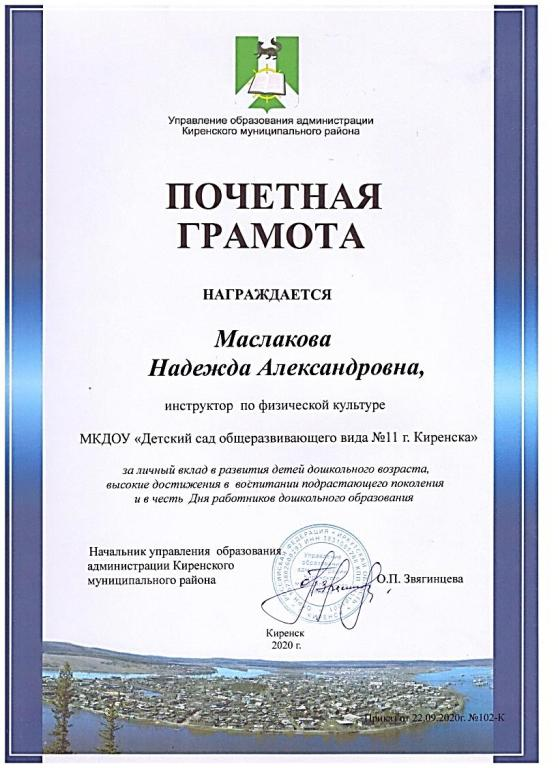 Управление образования администрации
Киренского муниципального района
ПОЧЕТНАЯ
ГРАМОТА
НАГРАЖДАЕТСЯ
Маслакова
Надежда Александровна,
инструктор по физической культуре
МКДОУ «Детский сад общеразвивающего вида №11 г. Киренска»
за личный вклад в развития детей дошкольного возраста,
высокие достижения в воспитании подрастающего поколения
и в честь Дня работников дошкольного образования
Начальник управления образования
администрации Киренского
муниципального района
О.П. Звягинцева
Киренск
2020 г.
Приказ от 22.09.2020г. №102-К